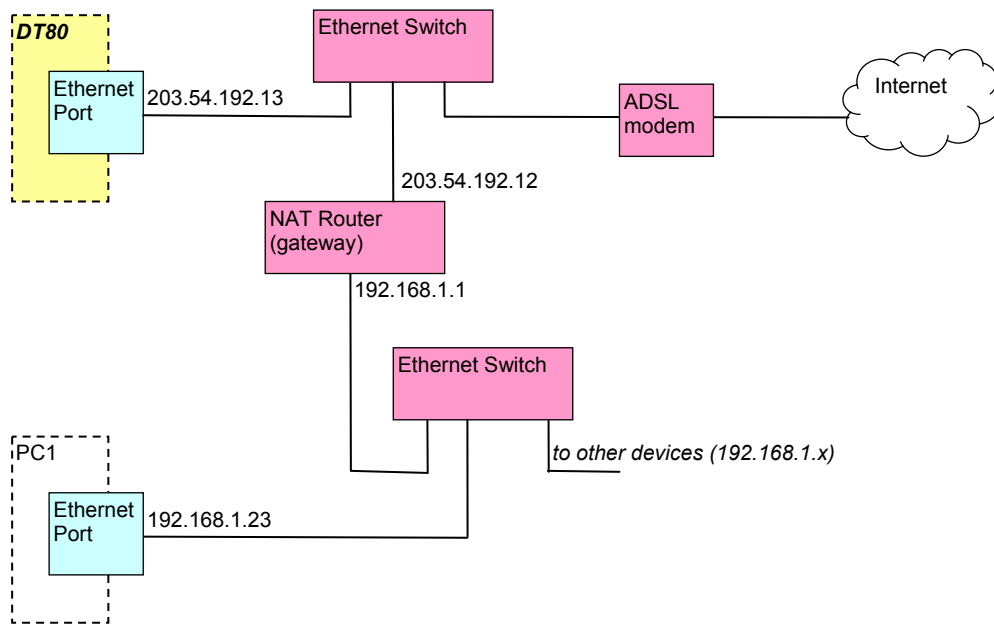 DT80
Ethernet Switch
Ethernet
Port
203.54.192.13
ADSL
modem
Internet
203.54.192.12
NAT Router
(gateway)
192.168.1.1
Ethernet Switch
to other devices (192.168.1.x)
PC1
Ethernet
Port
192.168.1.23